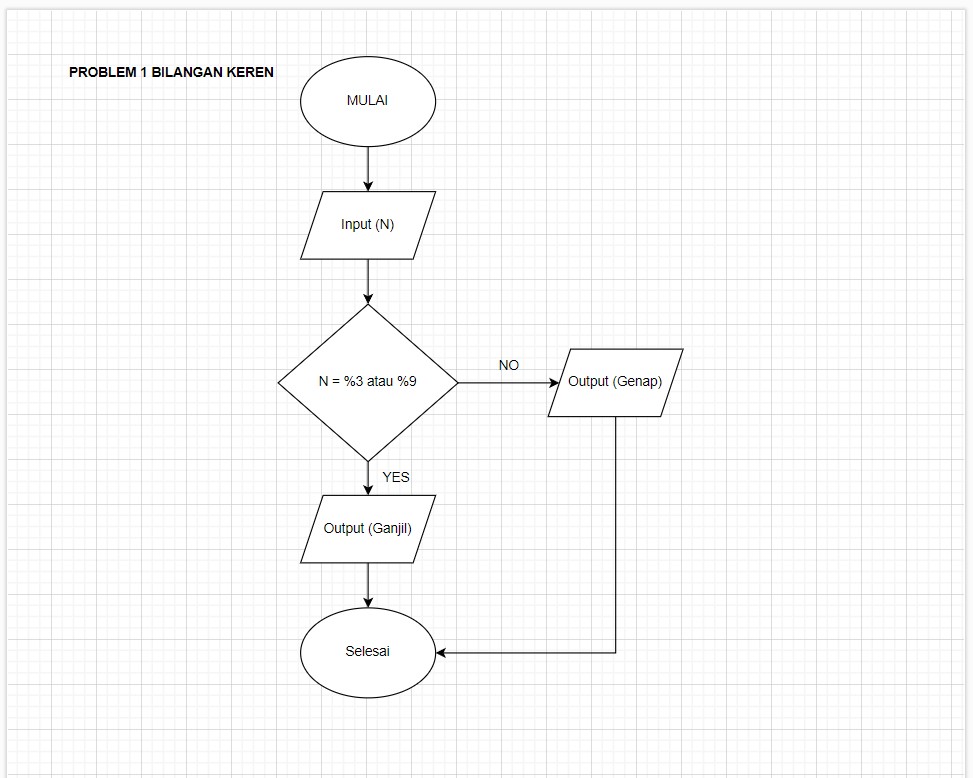 PROBLEM 1 BILANGAN KEREN
MULAI
Input (N)
N = %3 atau %9
NO
Output (Genap)
YES
Output (Ganjil)
Selesai